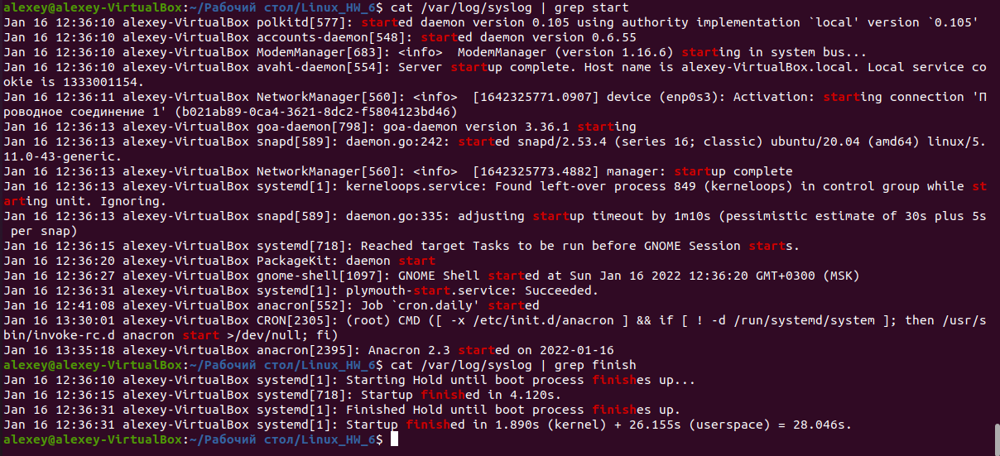 alexey@alexey-VirtualBox:~/Рабочий стол/Linux_HW_6$ cat /var/log/syslog | grep start
Jan 16 12:36:10 alexey-VirtualBox polkitd[577]: started daemon version 0.105 using authority implementation `local' version `0.105'
Jan 16 12:36:10 alexey-VirtualBox accounts-daemon[548]: started daemon version 0.6.55
Jan 16 12:36:10 alexey-VirtualBox ModemManager[683]: <info>  ModemManager (version 1.16.6) starting in system bus...
Jan 16 12:36:10 alexey-VirtualBox avahi-daemon[554]: Server startup complete. Host name is alexey-VirtualBox.local. Local service co
okie is 1333001154.
Jan 16 12:36:11 alexey-VirtualBox NetworkManager[560]: <info>  [1642325771.0907] device (enp0s3): Activation: starting connection 'П
роводное соединение 1' (b021ab89-0ca4-3621-8dc2-f5804123bd46)
Jan 16 12:36:13 alexey-VirtualBox goa-daemon[798]: goa-daemon version 3.36.1 starting
Jan 16 12:36:13 alexey-VirtualBox snapd[589]: daemon.go:242: started snapd/2.53.4 (series 16; classic) ubuntu/20.04 (amd64) linux/5.
11.0-43-generic.
Jan 16 12:36:13 alexey-VirtualBox NetworkManager[560]: <info>  [1642325773.4882] manager: startup complete
Jan 16 12:36:13 alexey-VirtualBox systemd[1]: kerneloops.service: Found left-over process 849 (kerneloops) in control group while st
arting unit. Ignoring.
Jan 16 12:36:13 alexey-VirtualBox snapd[589]: daemon.go:335: adjusting startup timeout by 1m10s (pessimistic estimate of 30s plus 5s
 per snap)
Jan 16 12:36:15 alexey-VirtualBox systemd[718]: Reached target Tasks to be run before GNOME Session starts.
Jan 16 12:36:20 alexey-VirtualBox PackageKit: daemon start
Jan 16 12:36:27 alexey-VirtualBox gnome-shell[1097]: GNOME Shell started at Sun Jan 16 2022 12:36:20 GMT+0300 (MSK)
Jan 16 12:36:31 alexey-VirtualBox systemd[1]: plymouth-start.service: Succeeded.
Jan 16 12:41:08 alexey-VirtualBox anacron[552]: Job `cron.daily' started
Jan 16 13:30:01 alexey-VirtualBox CRON[2305]: (root) CMD ([ -x /etc/init.d/anacron ] && if [ ! -d /run/systemd/system ]; then /usr/s
bin/invoke-rc.d anacron start >/dev/null; fi)
Jan 16 13:35:18 alexey-VirtualBox anacron[2395]: Anacron 2.3 started on 2022-01-16
alexey@alexey-VirtualBox:~/Рабочий стол/Linux_HW_6$ cat /var/log/syslog | grep finish
Jan 16 12:36:10 alexey-VirtualBox systemd[1]: Starting Hold until boot process finishes up...
Jan 16 12:36:15 alexey-VirtualBox systemd[718]: Startup finished in 4.120s.
Jan 16 12:36:31 alexey-VirtualBox systemd[1]: Finished Hold until boot process finishes up.
Jan 16 12:36:31 alexey-VirtualBox systemd[1]: Startup finished in 1.890s (kernel) + 26.155s (userspace) = 28.046s.
alexey@alexey-VirtualBox:~/Рабочий стол/Linux_HW_6$